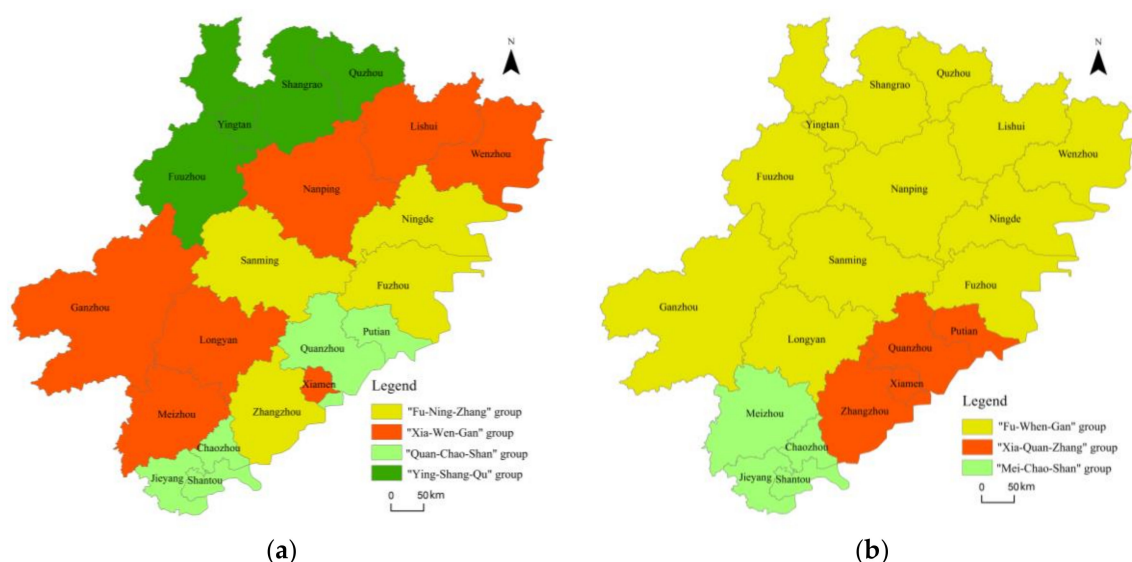 N
Quzhou
Shangrao
Lishui
Yingtan
Wenzhou
Fuuzhou
Nanping
Ningde
Sanming
Fuzhou
Ganzhou
Putian
Longyan
Quanzhou
Xiamen
Legend
Meizhou
Zhangzhou
"Fu-Ning-Zhang" group
"Xia-Wen-Gan" group
Chaozhou
"Quan-Chao-Shan" group
Jieyang
Shantou
"Ying-Shang-Qu" group
0 50km
(a)
N
Quzhou
Shangrao
Lishui
Yingtan
Wenzhou
Fuuzhou
Nanping
Ningde
Sanming
Fuzhou
Ganzhou
Putian
Longyan
Quanzhou
Xiamen
Legend
Meizhou
Zhangzhou
"Fu-When-Gan" group
Chaozhou
"Xia-Quan-Zhang" group
Jieyang
Shantou
"Mei-Chao-Shan" group
0 50km
(b)